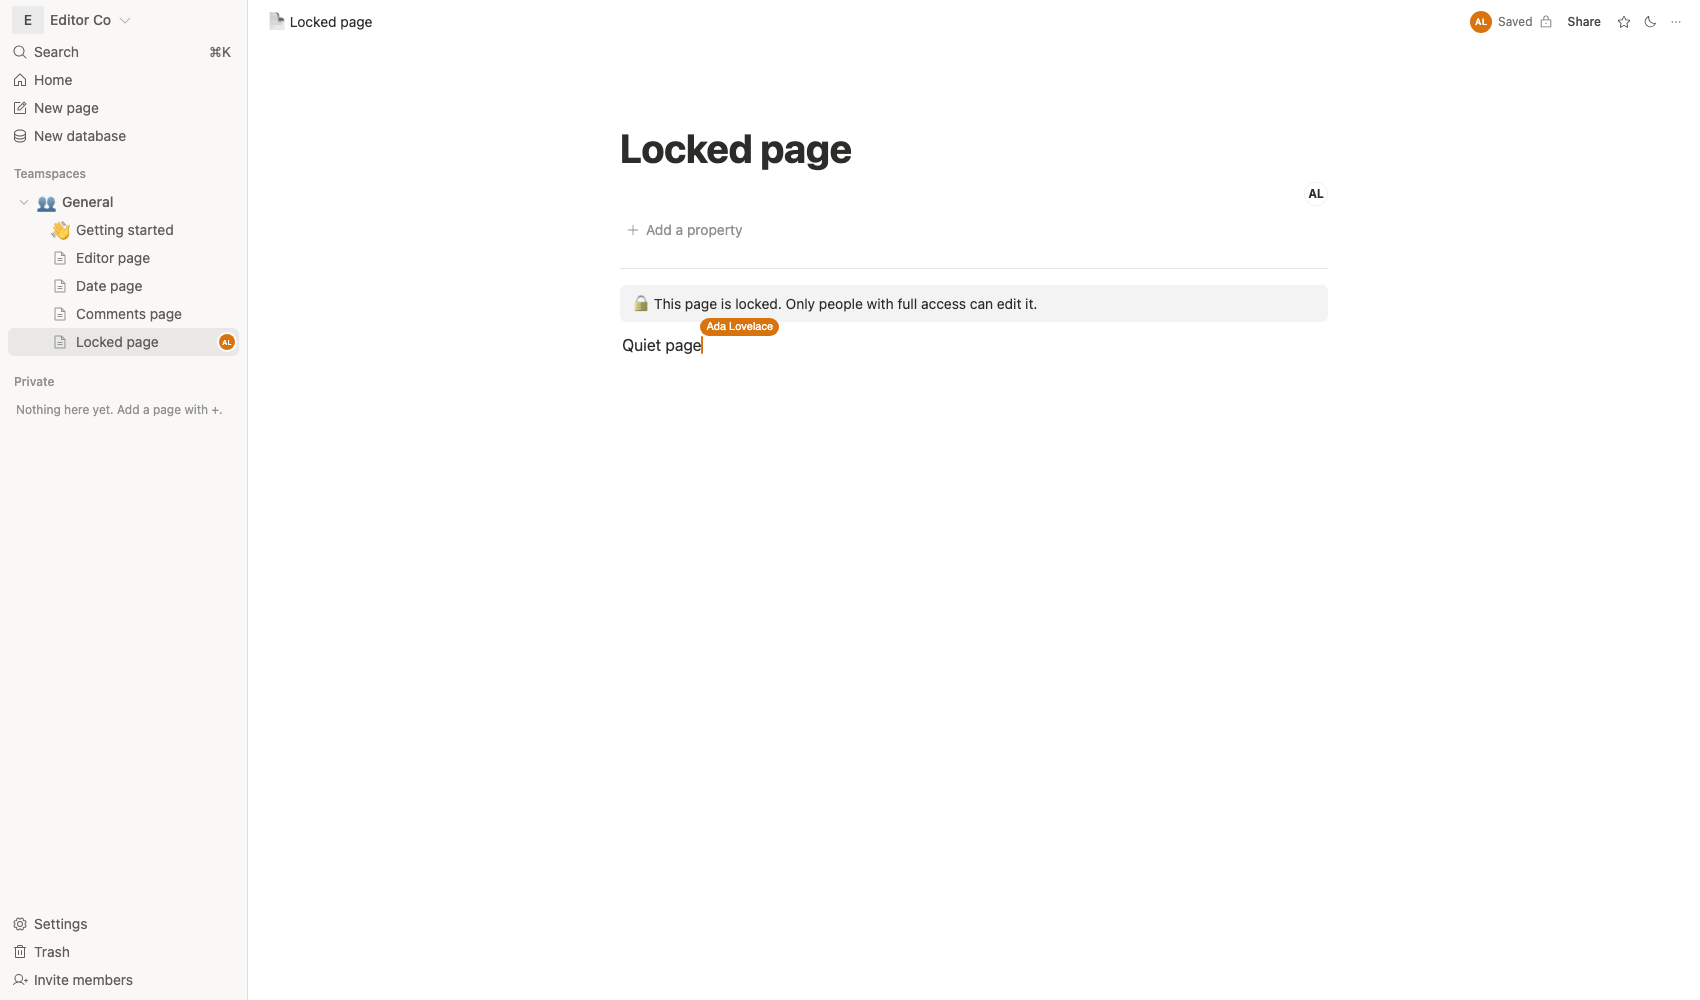 E Editor Co
Search ⌘K
Home
New page
New database
Teamspaces
General
Getting started
Editor page
Date page
Comments page
Locked page AL
Private
Nothing here yet. Add a page with +.
Settings
Trash
Invite members
Locked page
AL Saved Share
Locked page
AL
Add a property
This page is locked. Only people with full access can edit it.
Ada Lovelace
Quiet page